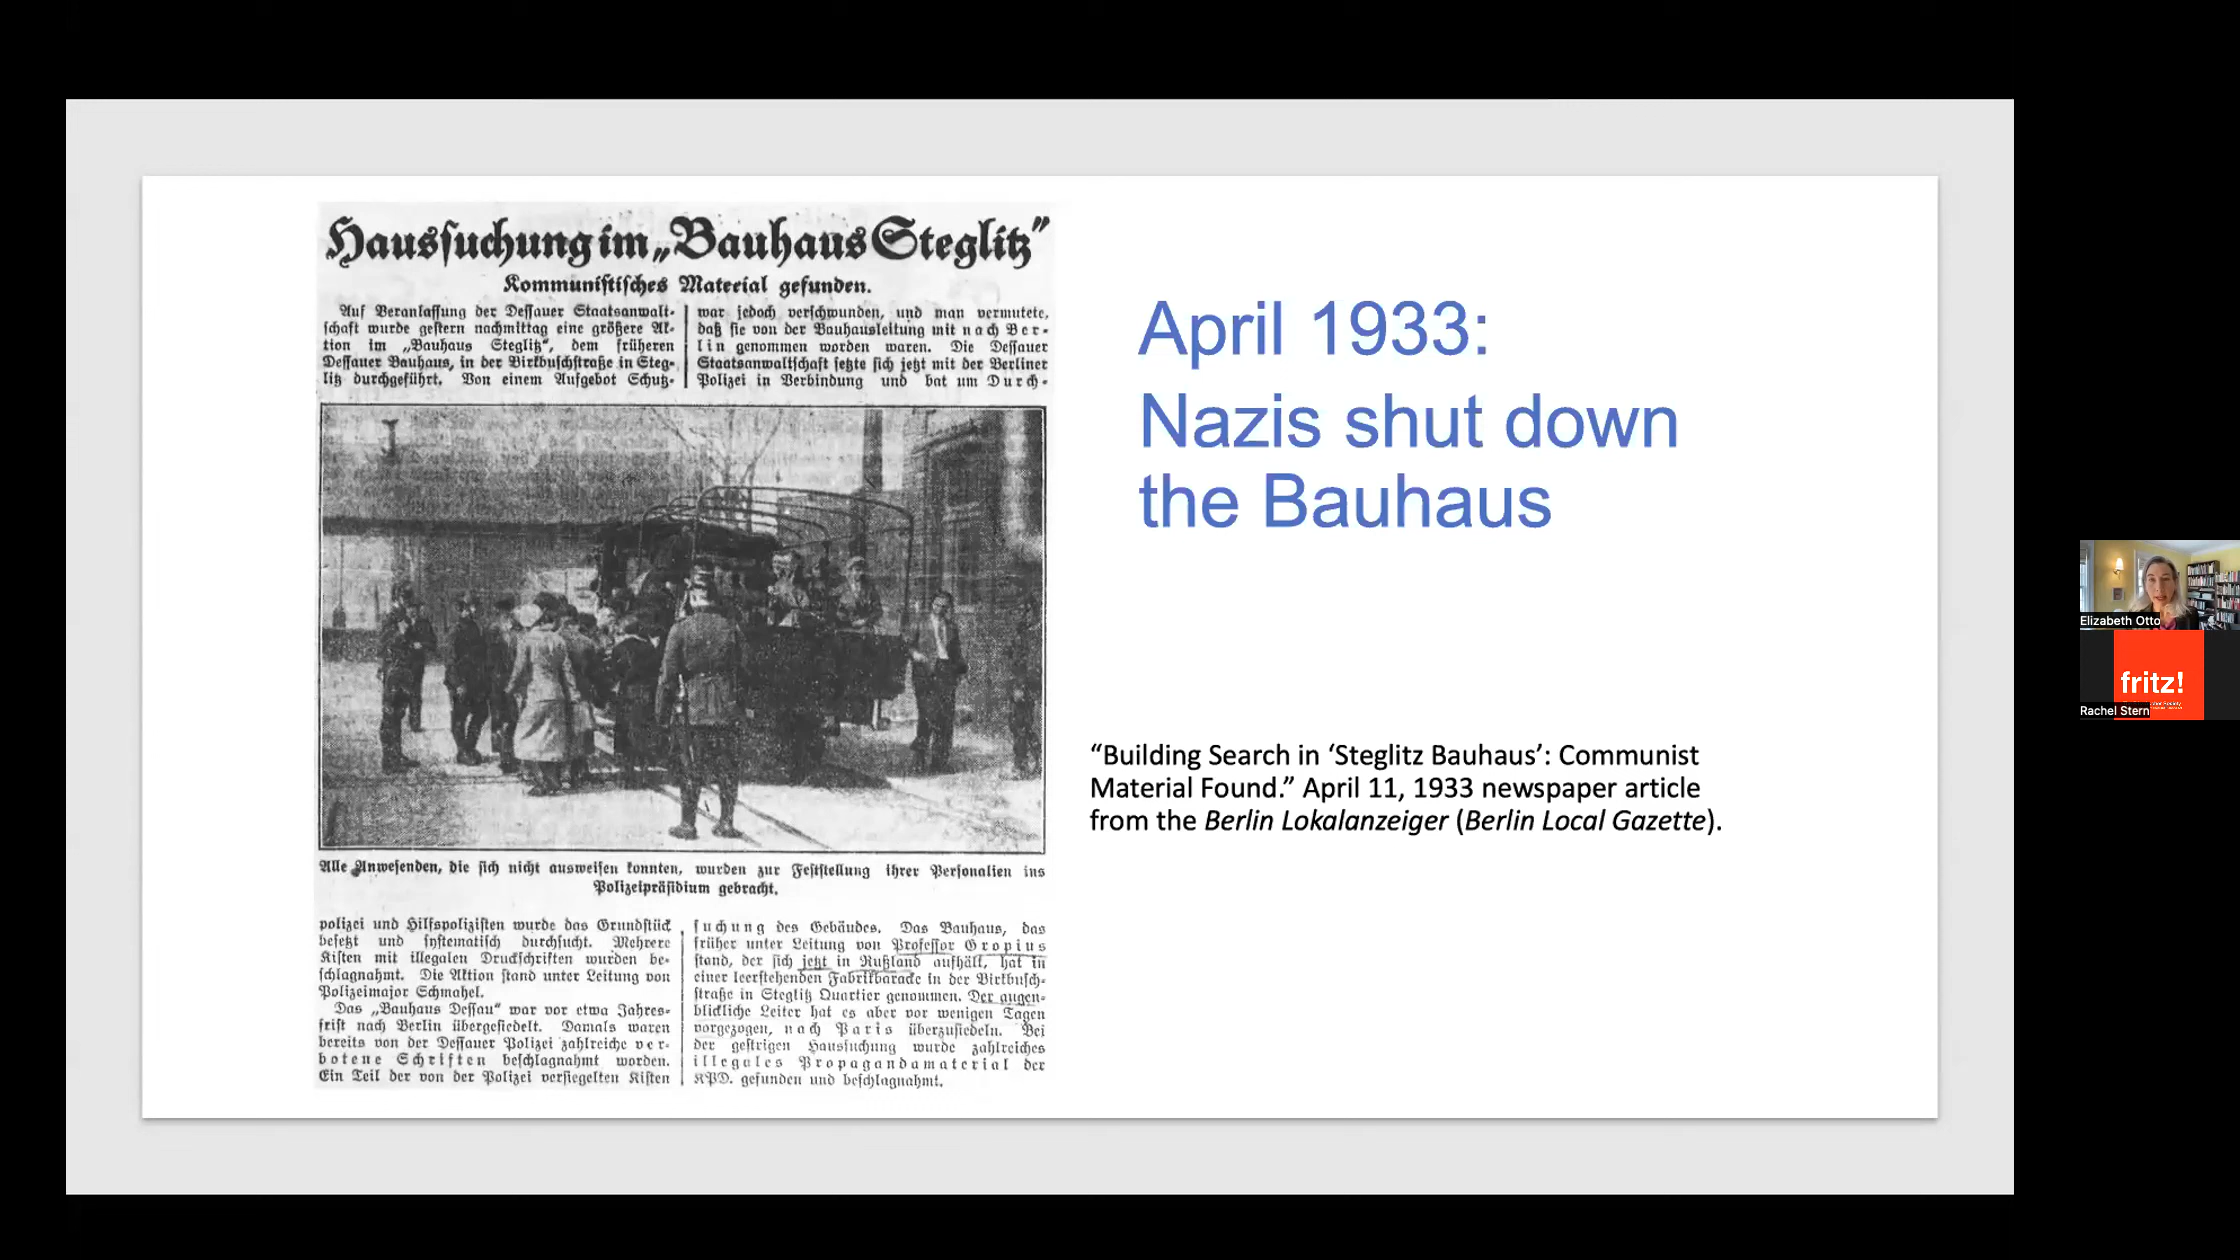 Haussuchung im „Bauhaus Steglitz”
Kommunistisches Material gefunden.
Auf Veranlassung der Dessauer Staatsanwalt-
schaft wurde gestern nachmittag eine größere Ak-
tion im „Bauhaus Steglitz“, dem früheren
Dessauer Bauhaus, in der Birkbuschstraße in Steg-
litz durchgeführt. Von einem Aufgebot Schutz-
war jedoch verschwunden, und man vermutete,
daß sie von der Bauhausleitung mit nach Ber-
lin genommen worden waren. Die Dessauer
Staatsanwaltschaft setzte sich jetzt mit der Berliner
Polizei in Verbindung und bat um Durch-
Alle Anwesenden, die sich nicht ausweisen konnten, wurden zur Feststellung ihrer Personalien ins
Polizeipräsidium gebracht.
polizei und Hilfspolizisten wurde das Grundstück
besetzt und systematisch durchsucht. Mehrere
Kisten mit illegalen Druckschriften wurden be-
schlagnahmt. Die Aktion stand unter Leitung von
Polizeimajor Schmahel.
Das „Bauhaus Dessau“ war vor etwa Jahres-
frist nach Berlin übergesiedelt. Damals waren
bereits von der Dessauer Polizei zahlreiche ver-
botene Schriften beschlagnahmt worden.
Ein Teil der von der Polizei versiegelten Kisten
suchung des Gebäudes. Das Bauhaus, das
früher unter Leitung von Professor Gropius
stand, der sich jetzt in Rußland aufhält, hat in
einer leerstehenden Fabrikbaracke in der Birkbusch-
straße in Steglitz Quartier genommen. Der augen-
blickliche Leiter hat es aber vor wenigen Tagen
vorgezogen, nach Paris überzusiedeln. Bei
der gestrigen Haussuchung wurde zahlreiches
illegales Propagandamaterial der
KPD. gefunden und beschlagnahmt.
April 1933:
Nazis shut down
the Bauhaus
“Building Search in ‘Steglitz Bauhaus’: Communist
Material Found.” April 11, 1933 newspaper article
from the Berlin Lokalanzeiger (Berlin Local Gazette).
Elizabeth Otto
fritz!
Rachel Stern